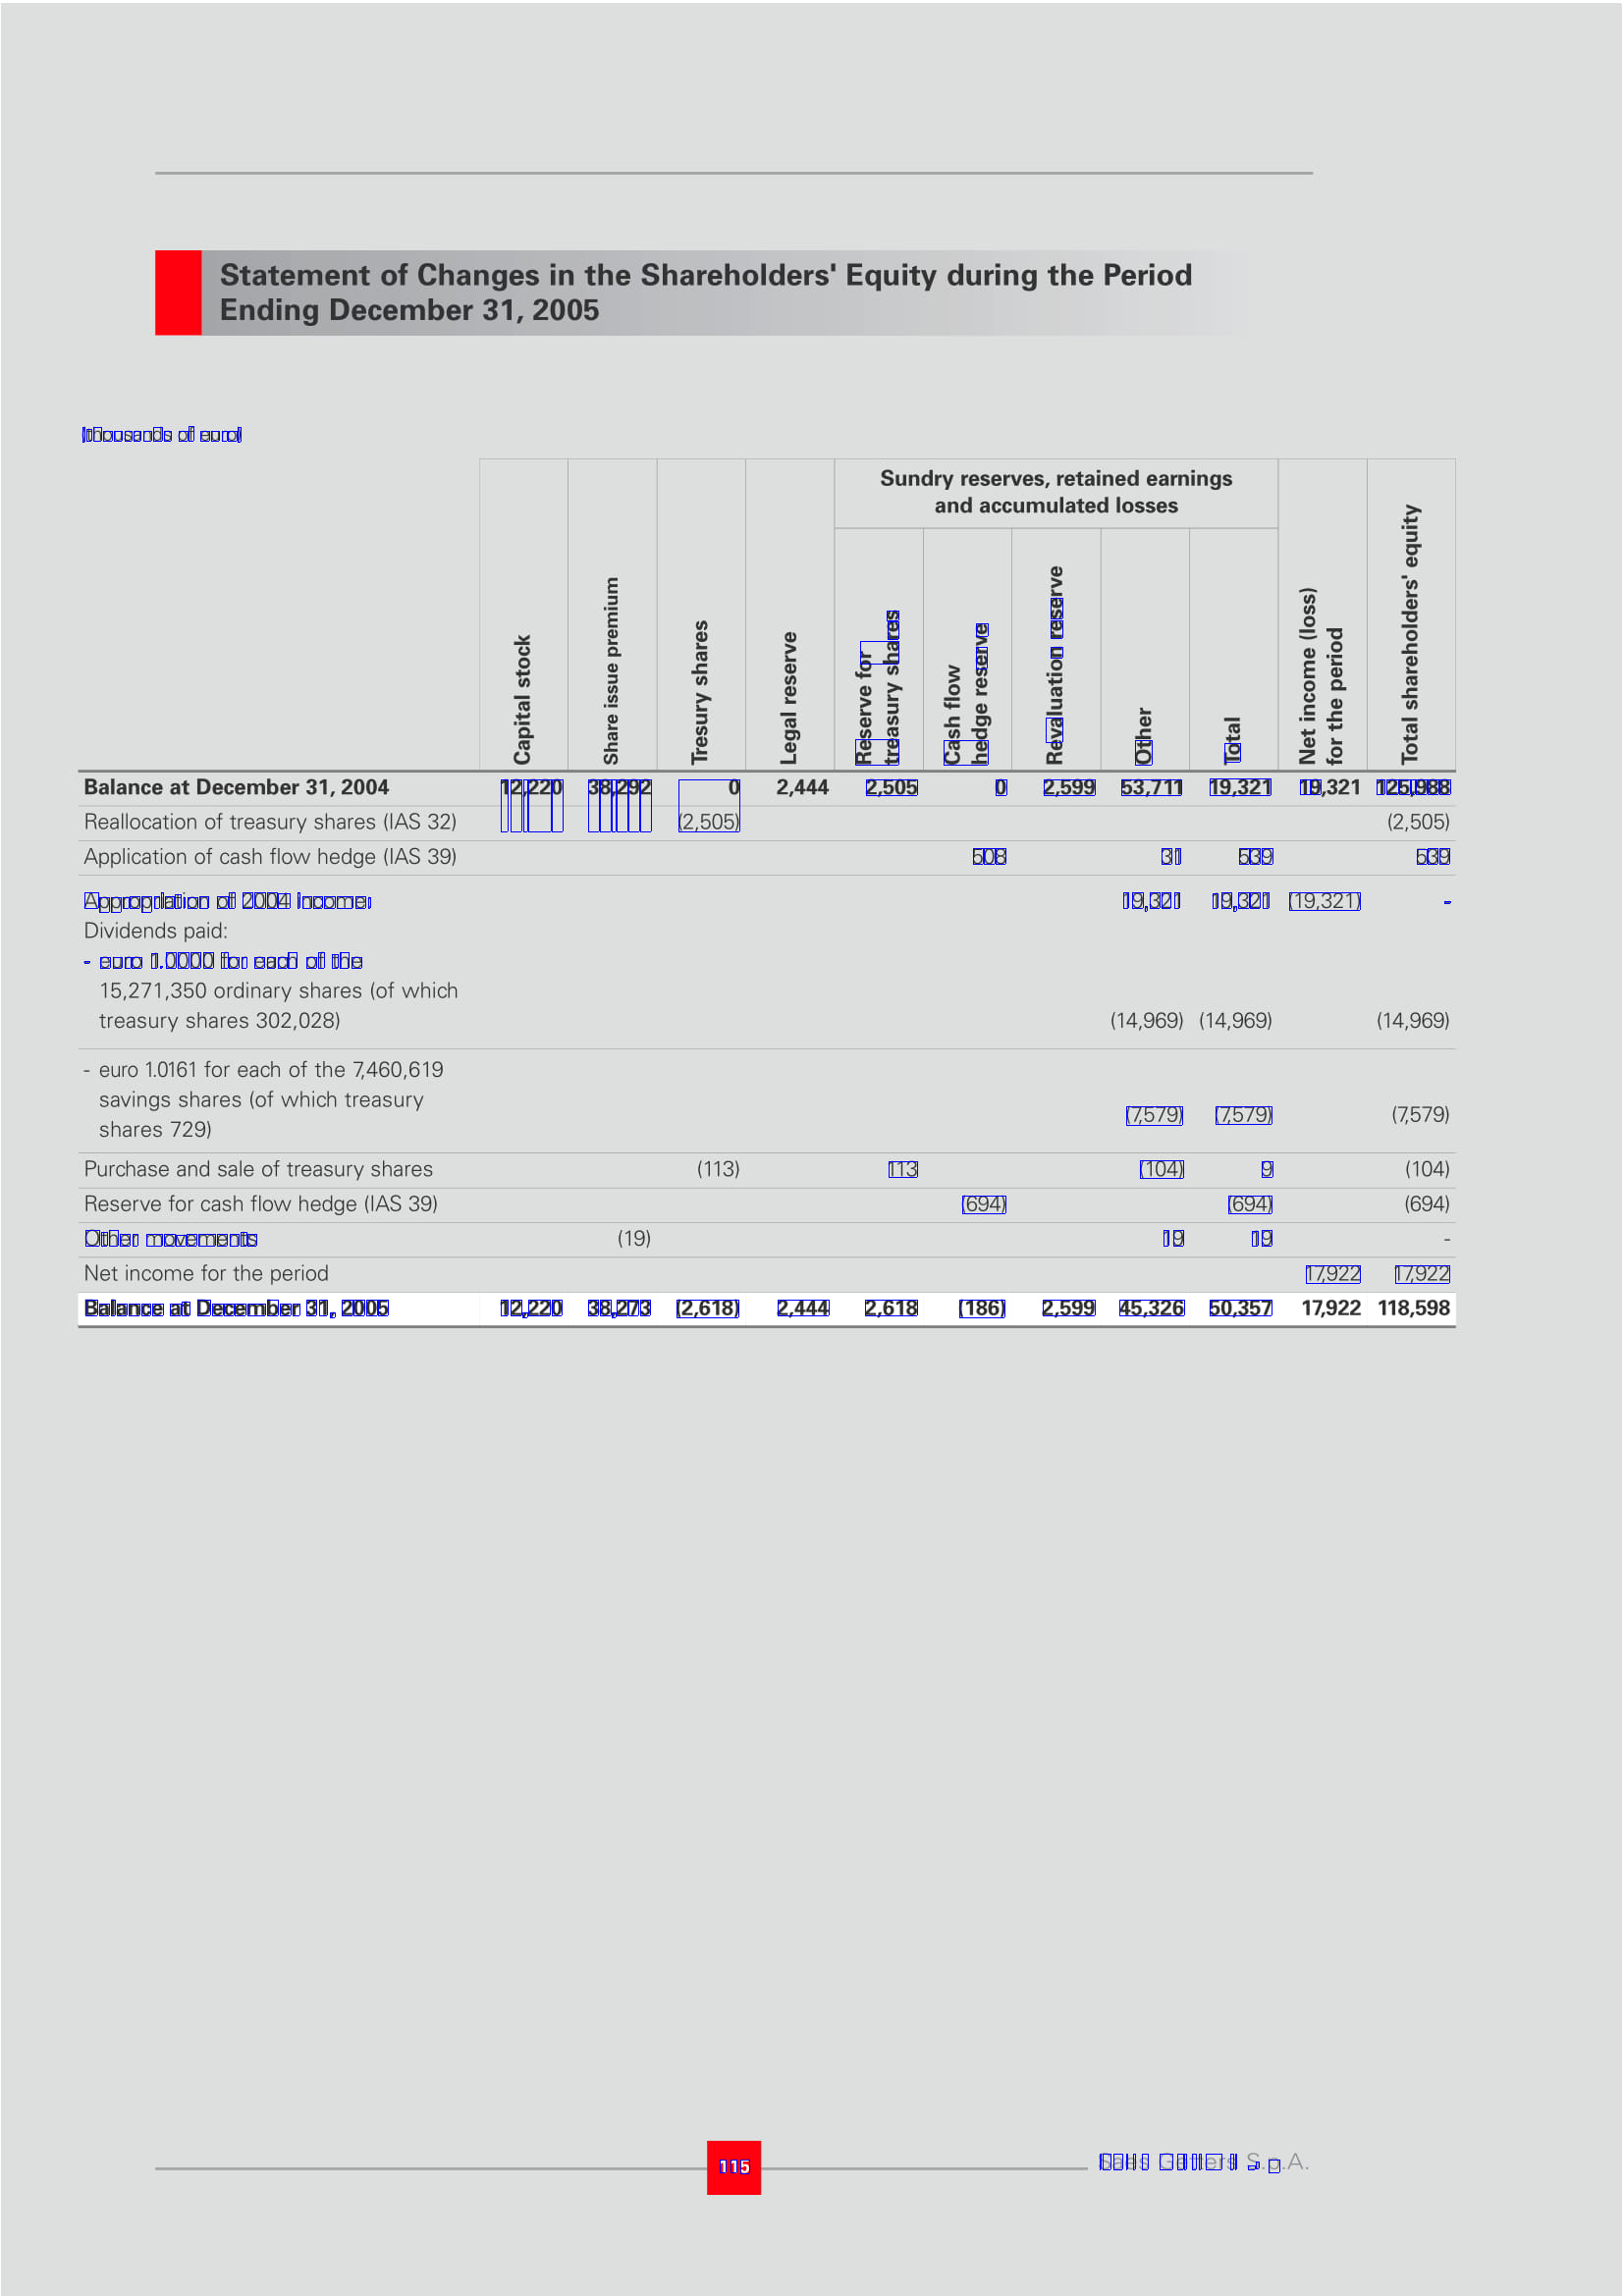 Statement of Changes in the Shareholders' Equity during the Period
Ending December 31, 2005
(thousands of euro)
Capital stock
Share issue premium
Tresury shares
Legal reserve
Sundry reserves, retained earnings
and accumulated losses
Reserve for
treasury shares
Cash flow
hedge reserve
Revaluation reserve
Other
Total
Net income (loss)
for the period
Total shareholders' equity
Balance at December 31, 2004 12,220 38,292 0 2,444 2,505 0 2,599 53,711 19,321 19,321 125,988
Reallocation of treasury shares (IAS 32) (2,505) (2,505)
Application of cash flow hedge (IAS 39) 508 31 539 539
Appropriation of 2004 income: 19,321 19,321 (19,321) -
Dividends paid:
- euro 1.0000 for each of the
15,271,350 ordinary shares (of which
treasury shares 302,028) (14,969) (14,969) (14,969)
- euro 1.0161 for each of the 7,460,619
savings shares (of which treasury
shares 729) (7,579) (7,579) (7,579)
Purchase and sale of treasury shares (113) 113 (104) 9 (104)
Reserve for cash flow hedge (IAS 39) (694) (694) (694)
Other movements (19) 19 19 -
Net income for the period 17,922 17,922
Balance at December 31, 2005 12,220 38,273 (2,618) 2,444 2,618 (186) 2,599 45,326 50,357 17,922 118,598
115
Saes Getters S.p.A.